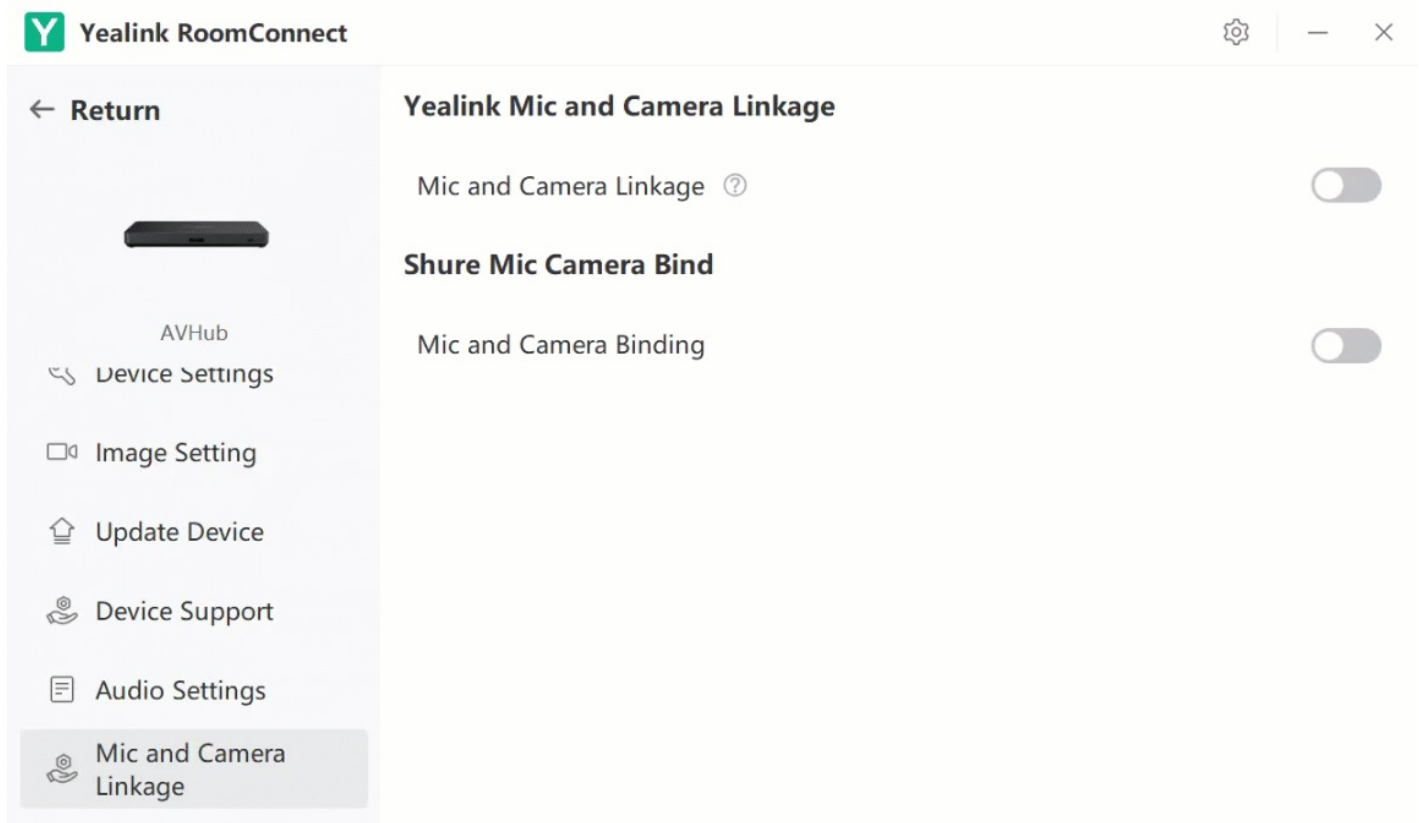 Yealink RoomConnect
Return
AVHub
Device Settings
Image Setting
Update Device
Device Support
Audio Settings
Mic and Camera
Linkage
Yealink Mic and Camera Linkage
Mic and Camera Linkage
Shure Mic Camera Bind
Mic and Camera Binding